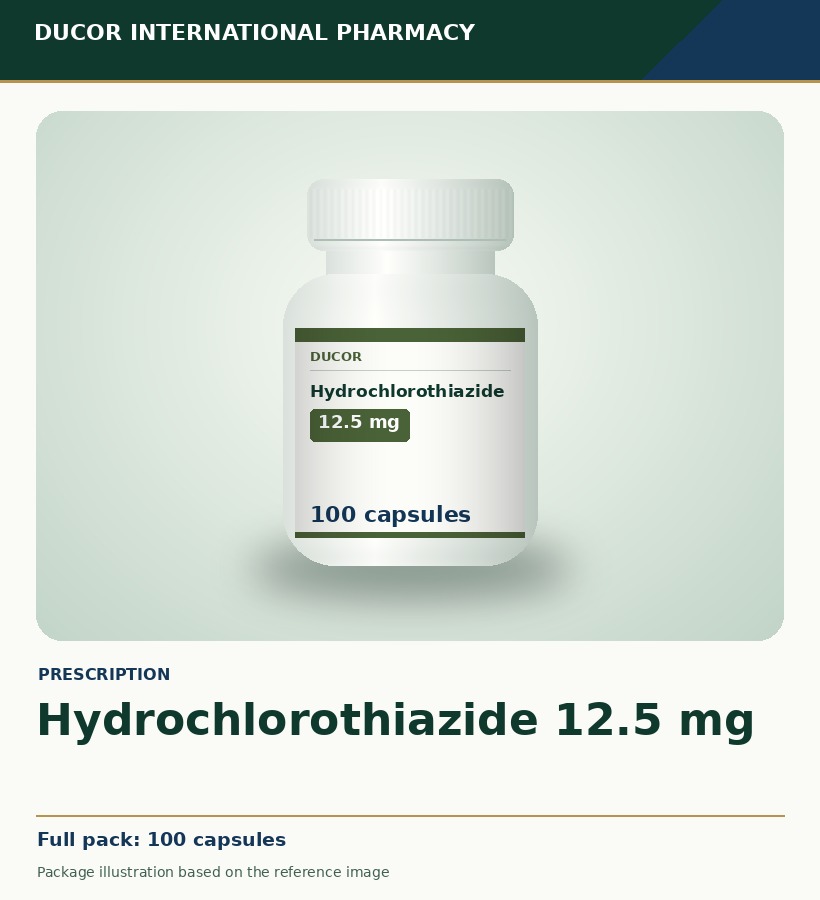 DUCOR INTERNATIONAL PHARMACY
DUCOR
Hydrochlorothiazide
12.5 mg
100 capsules
PRESCRIPTION
Hydrochlorothiazide 12.5 mg
Full pack: 100 capsules
Package illustration based on the reference image